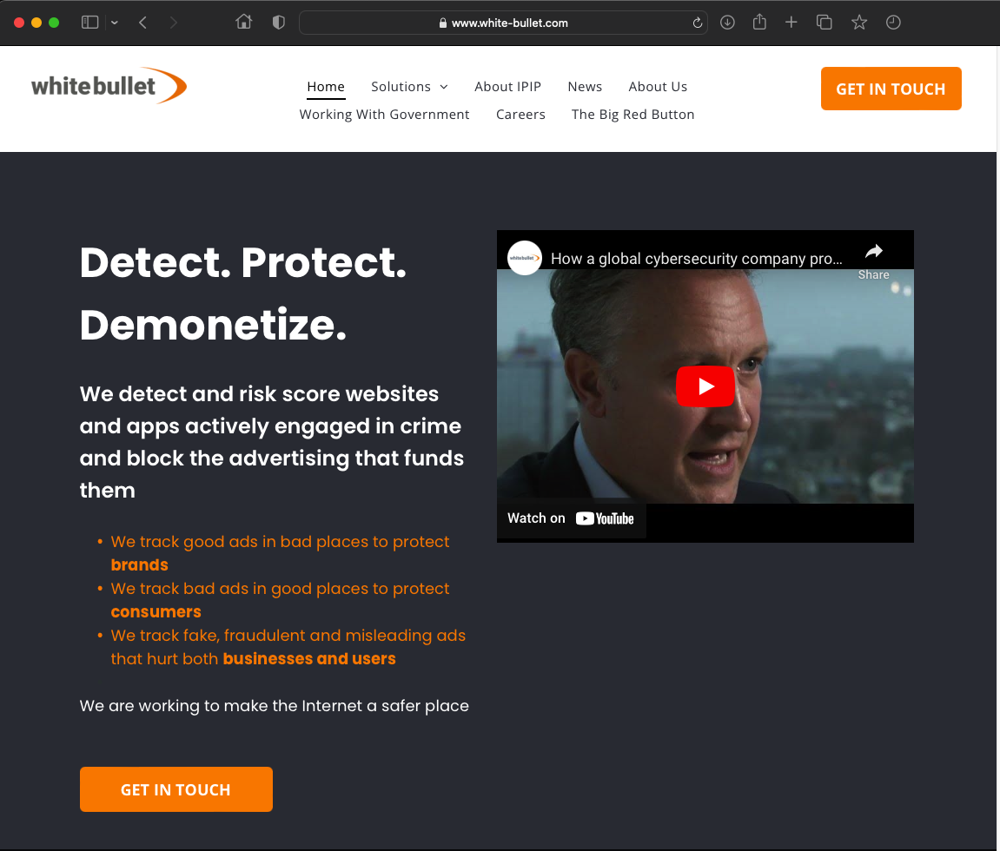 www.white-bullet.com
whitebullet
Home Solutions About IPIP News About Us
Working With Government Careers The Big Red Button
GET IN TOUCH
Detect. Protect.
Demonetize.
We detect and risk score websites
and apps actively engaged in crime
and block the advertising that funds
them
• We track good ads in bad places to protect
brands
• We track bad ads in good places to protect
consumers
• We track fake, fraudulent and misleading ads
that hurt both businesses and users
We are working to make the Internet a safer place
GET IN TOUCH
whitebullet
How a global cybersecurity company pro...
Share
Watch on YouTube